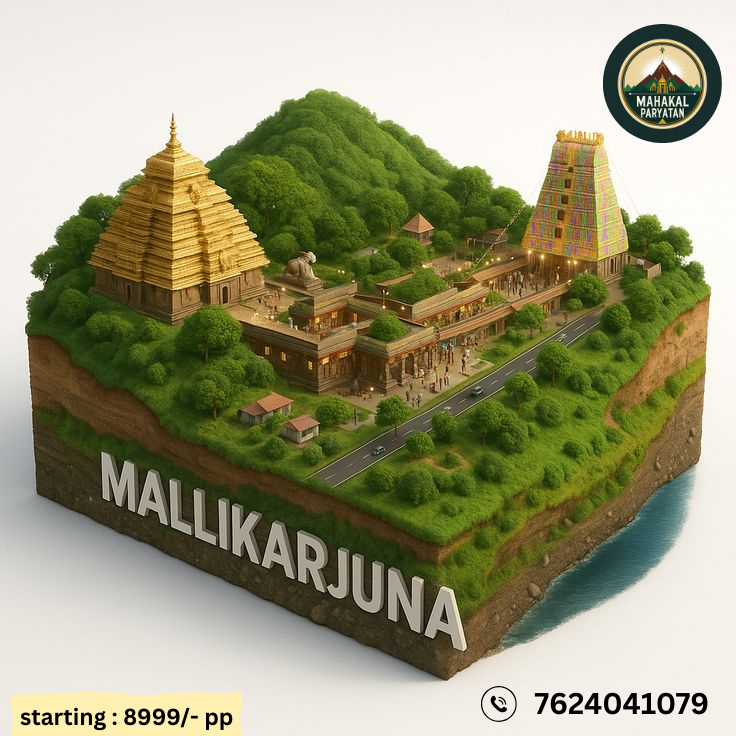 MAHAKAL
PARYATAN
MALLIKARJUNA
starting : 8999/- pp
7624041079